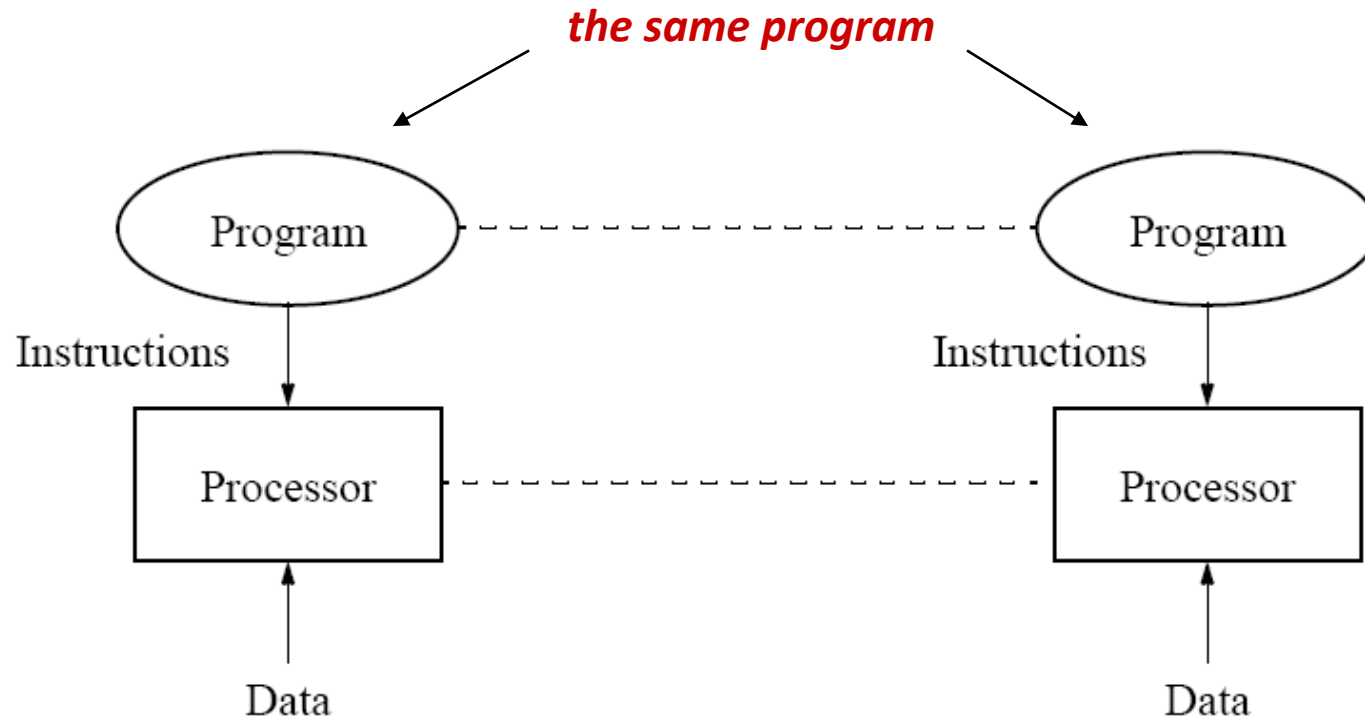 the same program
Program Program
Instructions Instructions
Processor Processor
Data Data